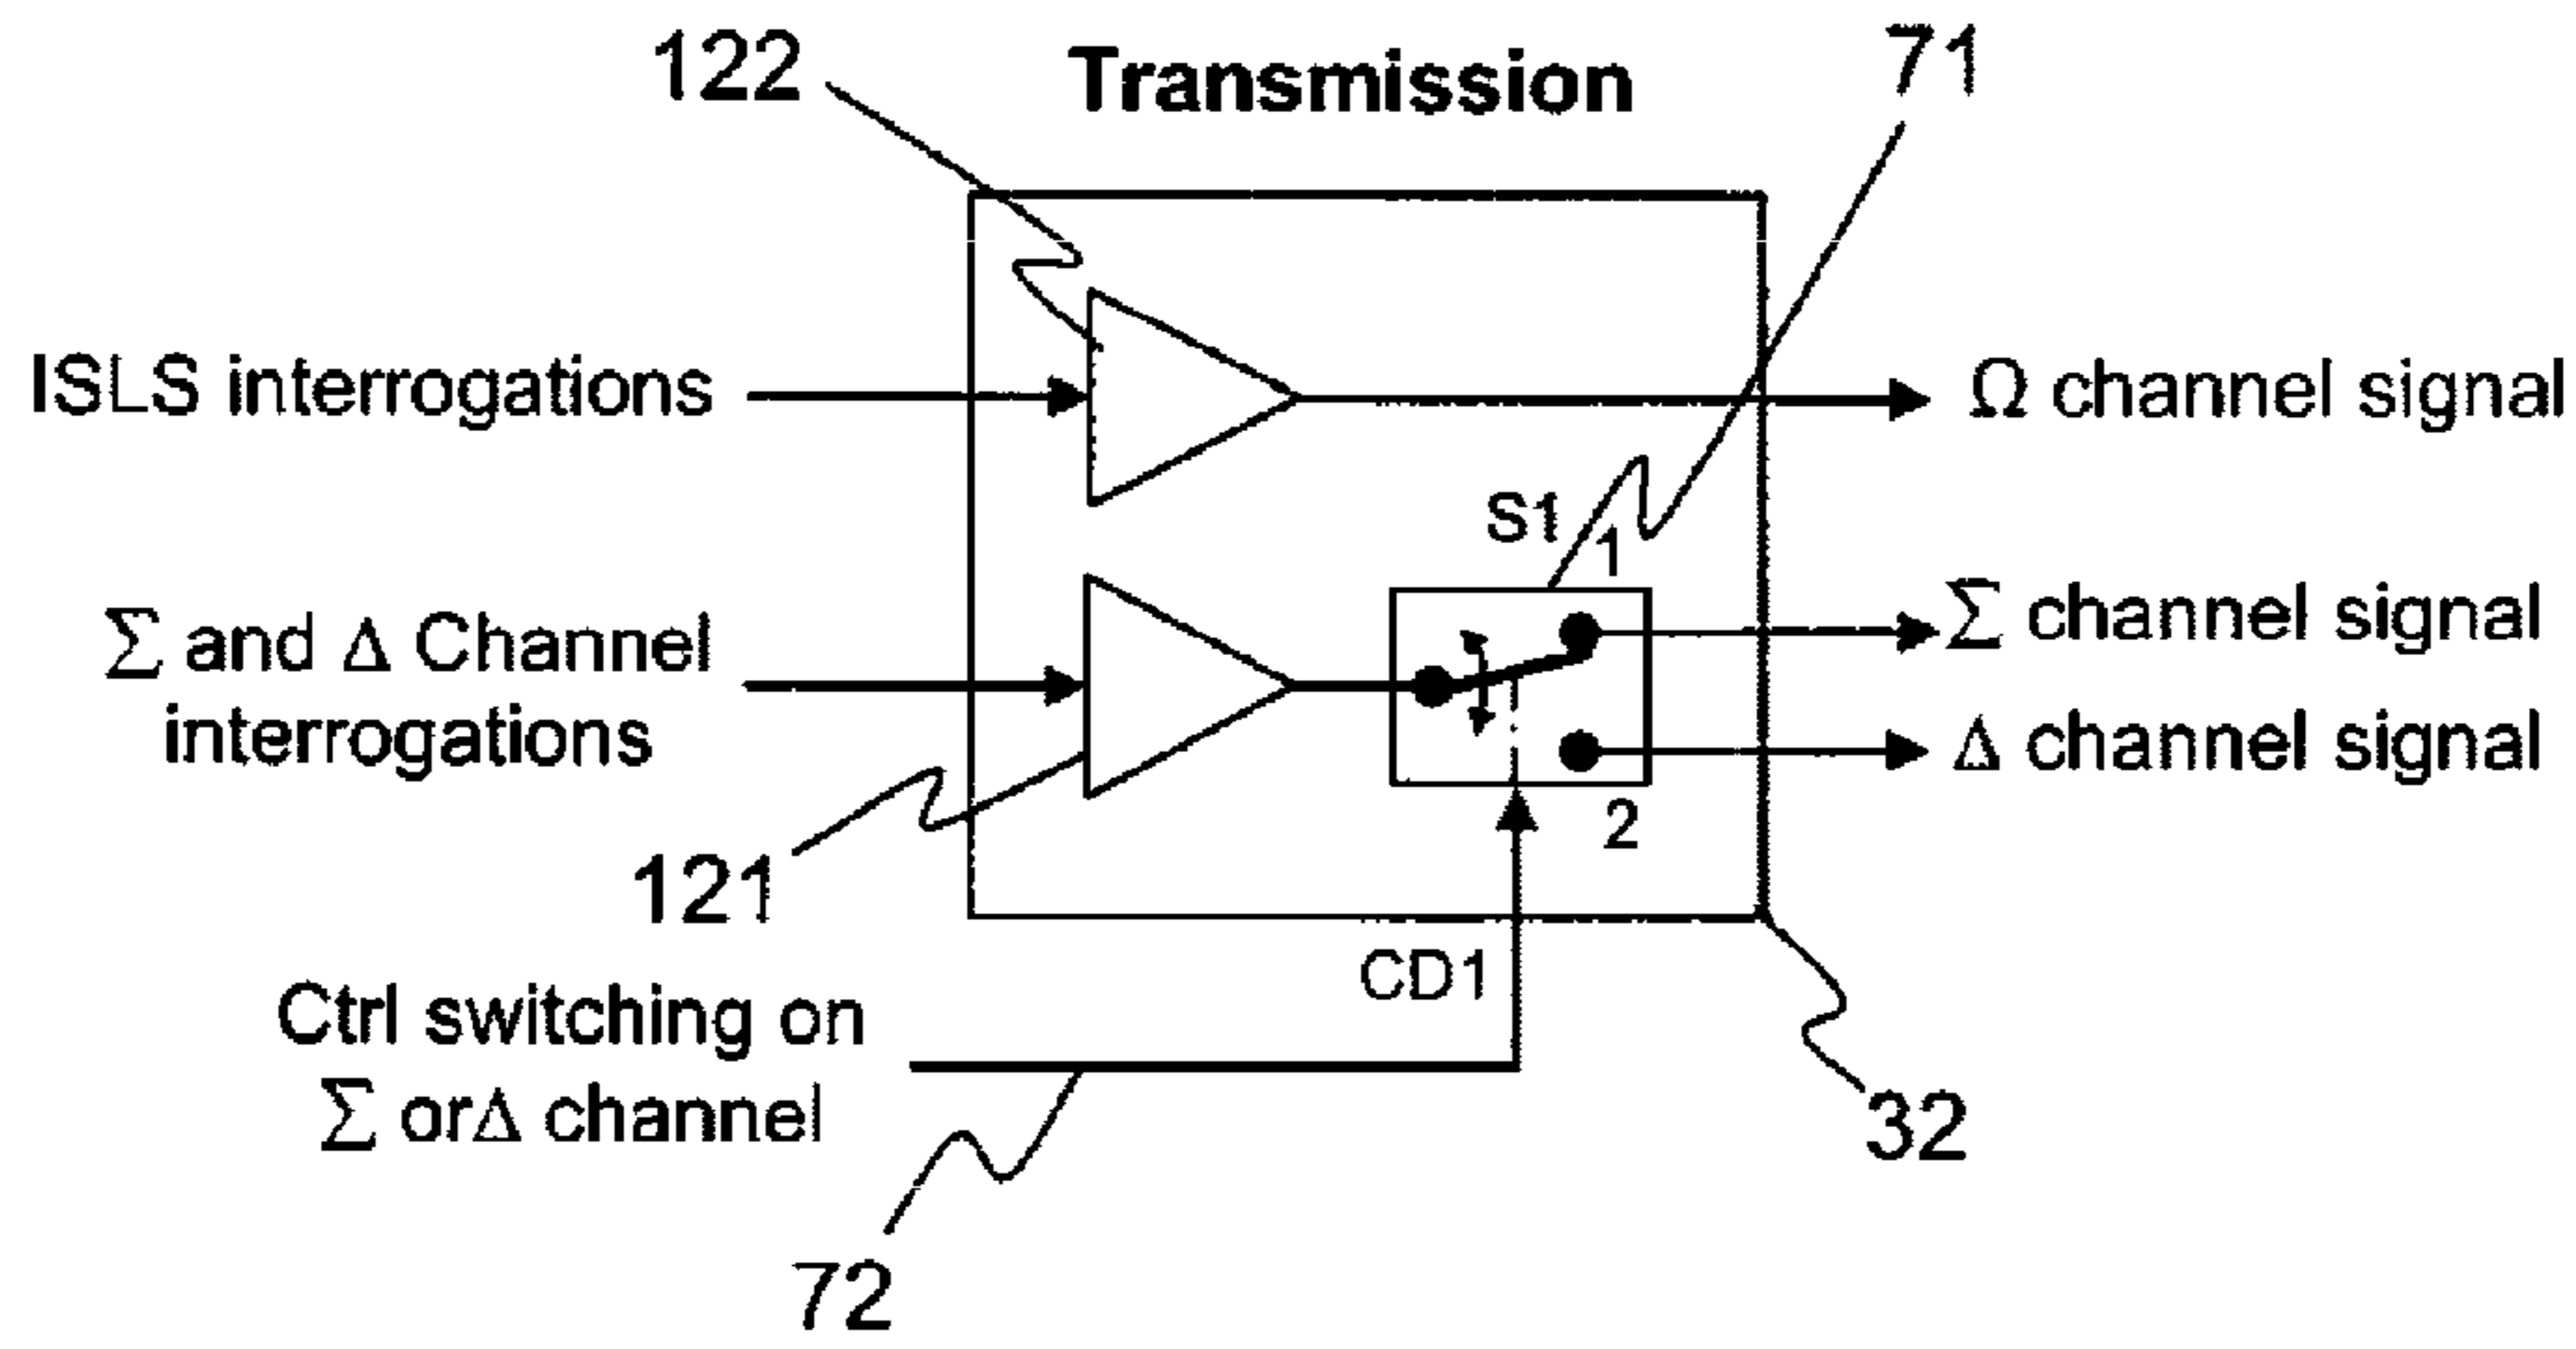 122
Transmission
71
ISLS interrogations
Ω channel signal
S1
1
∑ and Δ Channel
interrogations
∑ channel signal
Δ channel signal
2
121
CD1
Ctrl switching on
∑ orΔ channel
32
72